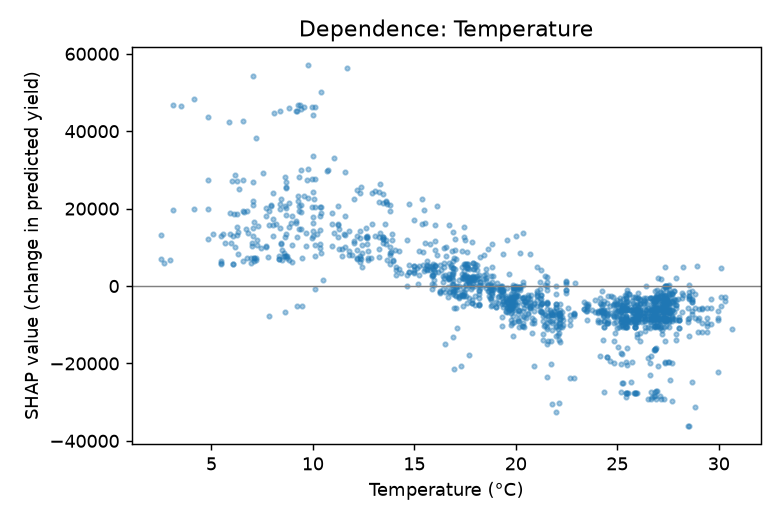 Dependence: Temperature
SHAP value (change in predicted yield)
60000
40000
20000
0
−20000
−40000
5 10 15 20 25 30
Temperature (°C)